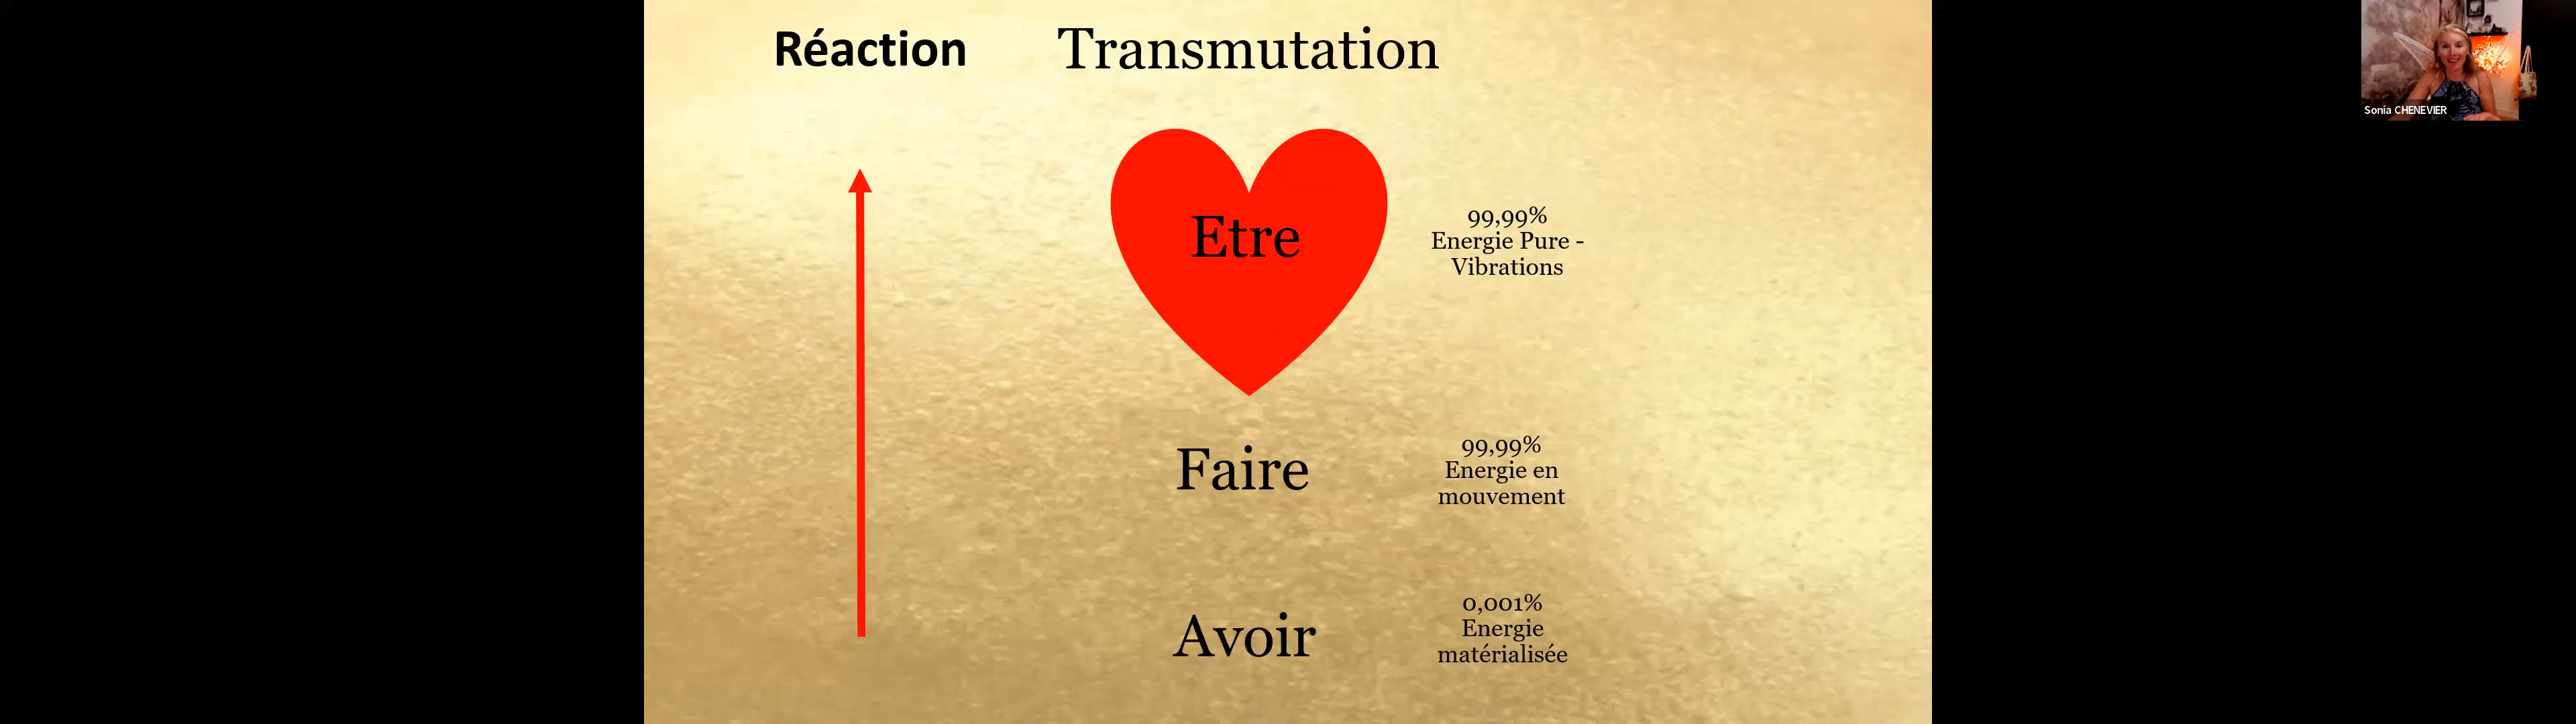 Réaction
Transmutation
Sonia CHENEVIER
Etre
99,99%
Energie Pure -
Vibrations
Faire
99,99%
Energie en
mouvement
Avoir
0,001%
Energie
matérialisée